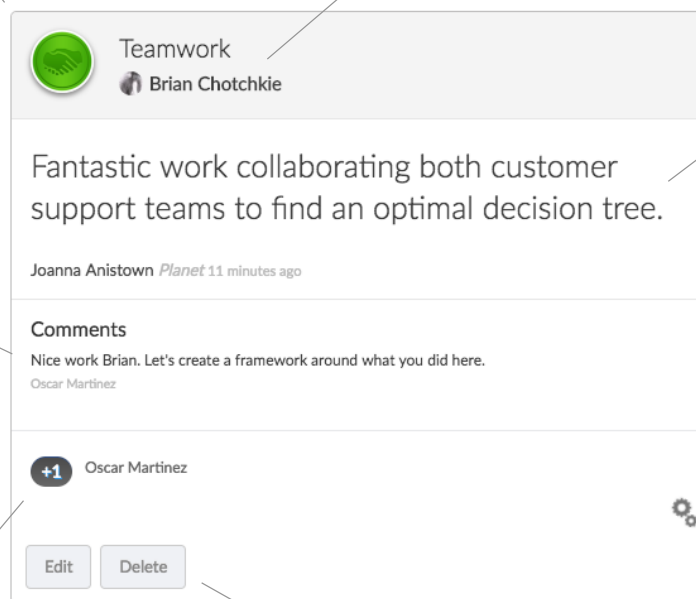 Teamwork
Brian Chotchkie
Fantastic work collaborating both customer
support teams to find an optimal decision tree.
Joanna Anistown Planet 11 minutes ago
Comments
Nice work Brian. Let's create a framework around what you did here.
Oscar Martinez
+1 Oscar Martinez
Edit Delete